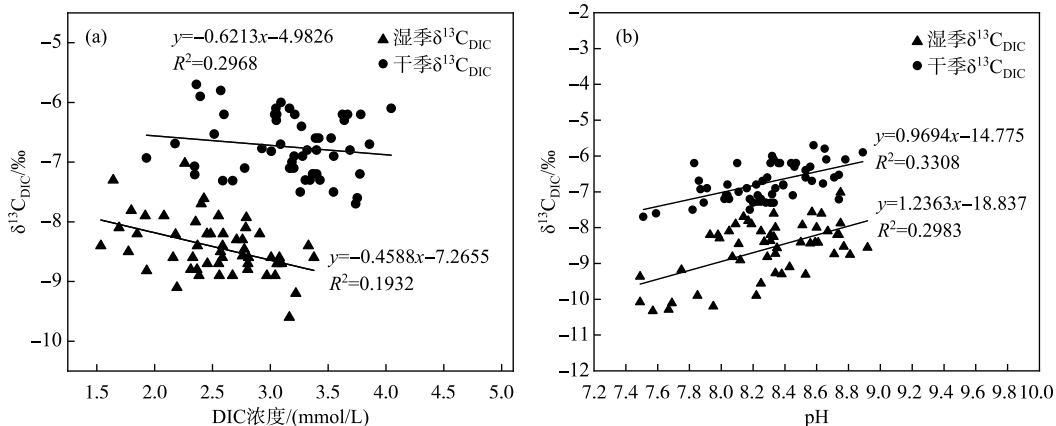 (a)
y=−0.6213x−4.9826
R²=0.2968
▲湿季δ¹³C_DIC
●干季δ¹³C_DIC
y=−0.4588x−7.2655
R²=0.1932
δ¹³C_DIC/‰
−5
−6
−7
−8
−9
−10
1.5 2.0 2.5 3.0 3.5 4.0 4.5 5.0
DIC浓度/(mmol/L)
(b)
▲湿季δ¹³C_DIC
●干季δ¹³C_DIC
y=0.9694x−14.775
R²=0.3308
y=1.2363x−18.837
R²=0.2983
δ¹³C_DIC/‰
−2
−3
−4
−5
−6
−7
−8
−9
−10
−11
−12
7.2 7.4 7.6 7.8 8.0 8.2 8.4 8.6 8.8 9.0 9.2 9.4 9.6 9.8 10.0
pH